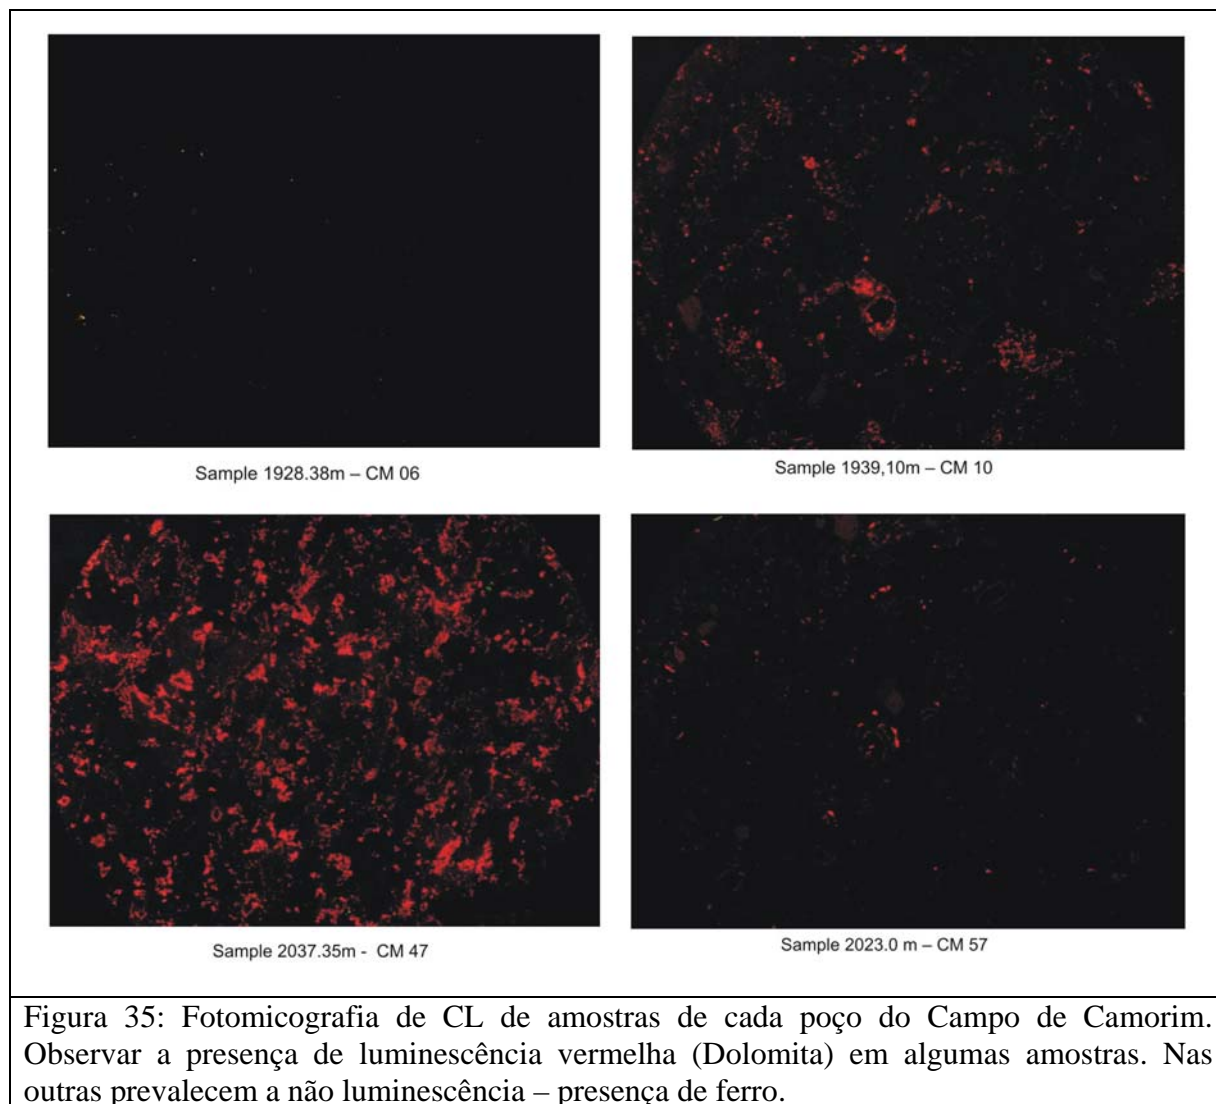 Sample 1928.38m – CM 06
Sample 1939,10m – CM 10
Sample 2037.35m - CM 47
Sample 2023.0 m – CM 57
Figura 35: Fotomicografia de CL de amostras de cada poço do Campo de Camorim.
Observar a presença de luminescência vermelha (Dolomita) em algumas amostras. Nas
outras prevalecem a não luminescência – presença de ferro.